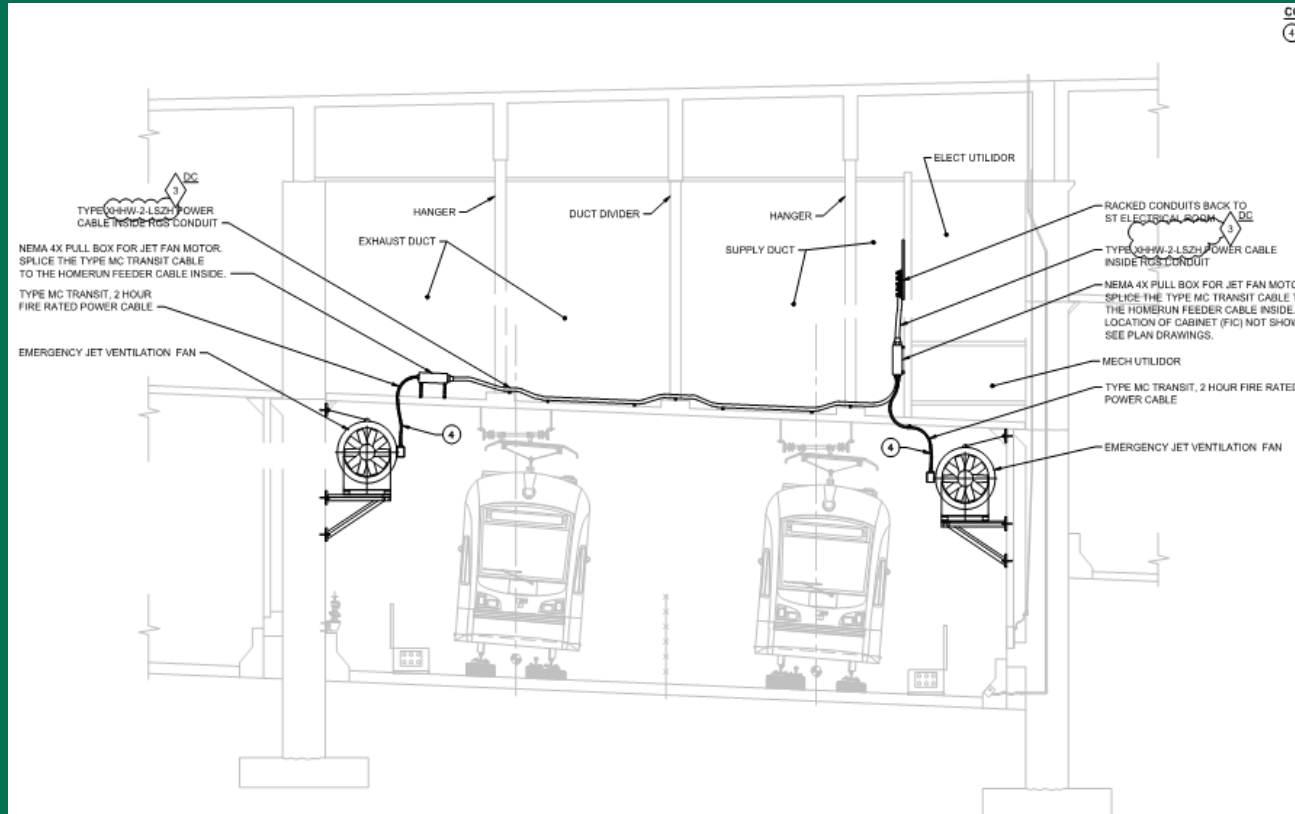 CO
4
DC
3
TYPE XHHW-2-LSZH POWER
CABLE INSIDE RGS CONDUIT
NEMA 4X PULL BOX FOR JET FAN MOTOR.
SPLICE THE TYPE MC TRANSIT CABLE
TO THE HOMERUN FEEDER CABLE INSIDE.
TYPE MC TRANSIT, 2 HOUR
FIRE RATED POWER CABLE
EMERGENCY JET VENTILATION FAN
HANGER
EXHAUST DUCT
DUCT DIVIDER
HANGER
SUPPLY DUCT
ELECT UTILIDOR
RACKED CONDUITS BACK TO
ST ELECTRICAL ROOM
DC
3
TYPE XHHW-2-LSZH POWER CABLE
INSIDE RGS CONDUIT
NEMA 4X PULL BOX FOR JET FAN MOTO
SPLICE THE TYPE MC TRANSIT CABLE T
THE HOMERUN FEEDER CABLE INSIDE.
LOCATION OF CABINET (FIC) NOT SHOW
SEE PLAN DRAWINGS.
MECH UTILIDOR
TYPE MC TRANSIT, 2 HOUR FIRE RATED
POWER CABLE
EMERGENCY JET VENTILATION FAN
4
4